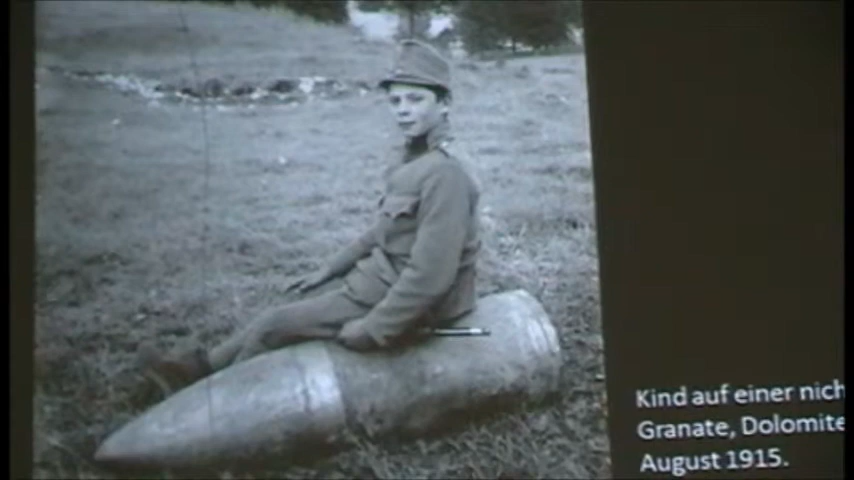 Kind auf einer nich
Granate, Dolomite
August 1915.